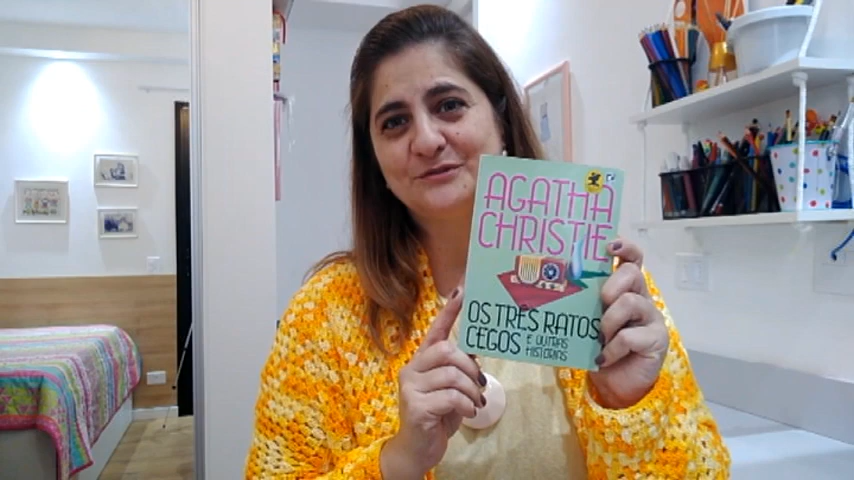 AGATHA
CHRISTIE
OS TRÊS RATOS
CEGOS E OUTRAS
HISTÓRIAS